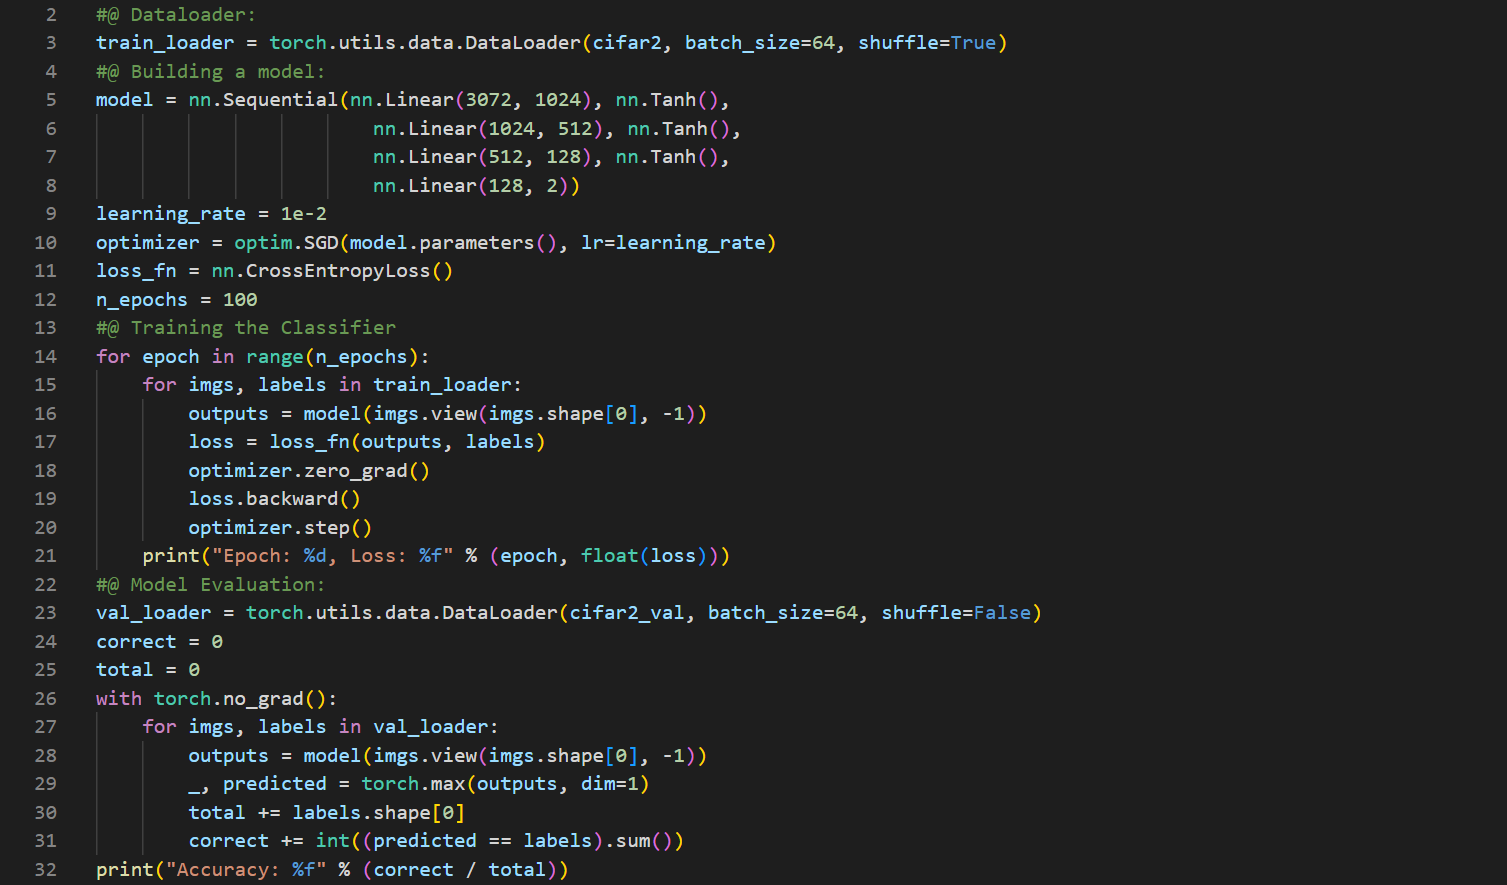 2 #@ Dataloader:
3 train_loader = torch.utils.data.DataLoader(cifar2, batch_size=64, shuffle=True)
4 #@ Building a model:
5 model = nn.Sequential(nn.Linear(3072, 1024), nn.Tanh(),
6                         nn.Linear(1024, 512), nn.Tanh(),
7                         nn.Linear(512, 128), nn.Tanh(),
8                         nn.Linear(128, 2))
9 learning_rate = 1e-2
10 optimizer = optim.SGD(model.parameters(), lr=learning_rate)
11 loss_fn = nn.CrossEntropyLoss()
12 n_epochs = 100
13 #@ Training the Classifier
14 for epoch in range(n_epochs):
15     for imgs, labels in train_loader:
16         outputs = model(imgs.view(imgs.shape[0], -1))
17         loss = loss_fn(outputs, labels)
18         optimizer.zero_grad()
19         loss.backward()
20         optimizer.step()
21     print("Epoch: %d, Loss: %f" % (epoch, float(loss)))
22 #@ Model Evaluation:
23 val_loader = torch.utils.data.DataLoader(cifar2_val, batch_size=64, shuffle=False)
24 correct = 0
25 total = 0
26 with torch.no_grad():
27     for imgs, labels in val_loader:
28         outputs = model(imgs.view(imgs.shape[0], -1))
29         _, predicted = torch.max(outputs, dim=1)
30         total += labels.shape[0]
31         correct += int((predicted == labels).sum())
32 print("Accuracy: %f" % (correct / total))